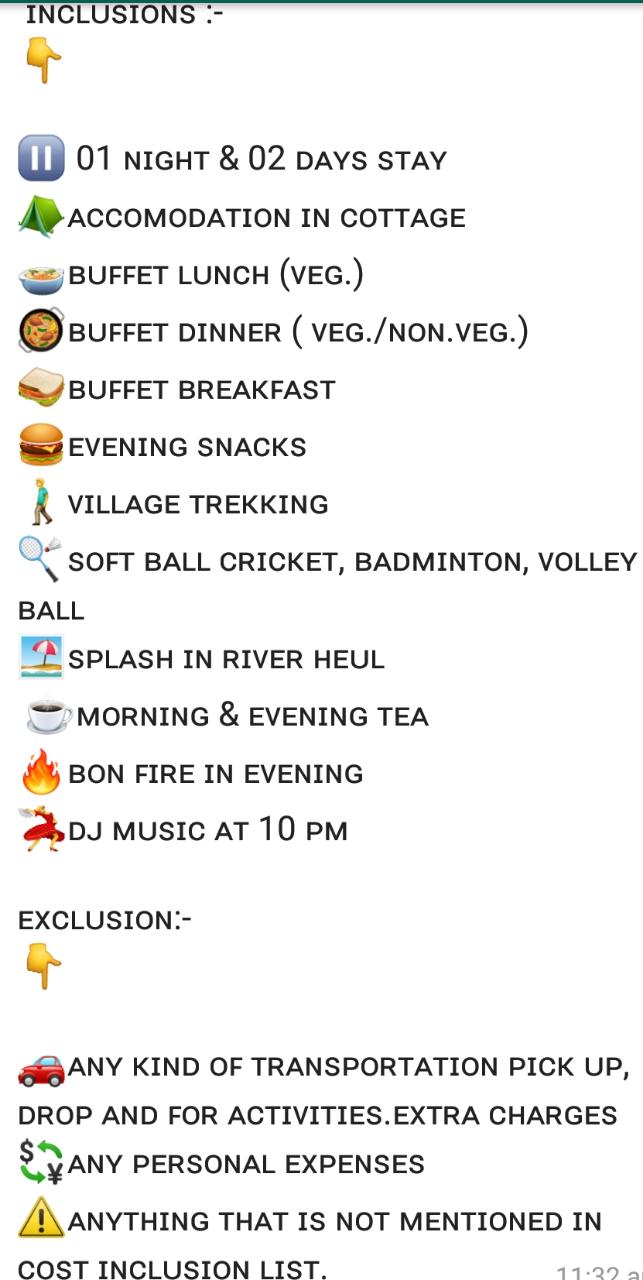 INCLUSIONS :-
👇
⏸ 01 NIGHT & 02 DAYS STAY
⛺ACCOMODATION IN COTTAGE
🍲BUFFET LUNCH (VEG.)
🥘BUFFET DINNER ( VEG./NON.VEG.)
🥪BUFFET BREAKFAST
🍔EVENING SNACKS
🚶‍♂️VILLAGE TREKKING
🏸SOFT BALL CRICKET, BADMINTON, VOLLEY
BALL
🏖SPLASH IN RIVER HEUL
☕MORNING & EVENING TEA
🔥BON FIRE IN EVENING
💃DJ MUSIC AT 10 PM
EXCLUSION:-
👇
🚗ANY KIND OF TRANSPORTATION PICK UP,
DROP AND FOR ACTIVITIES.EXTRA CHARGES
💱ANY PERSONAL EXPENSES
⚠ANYTHING THAT IS NOT MENTIONED IN
COST INCLUSION LIST.
11:32